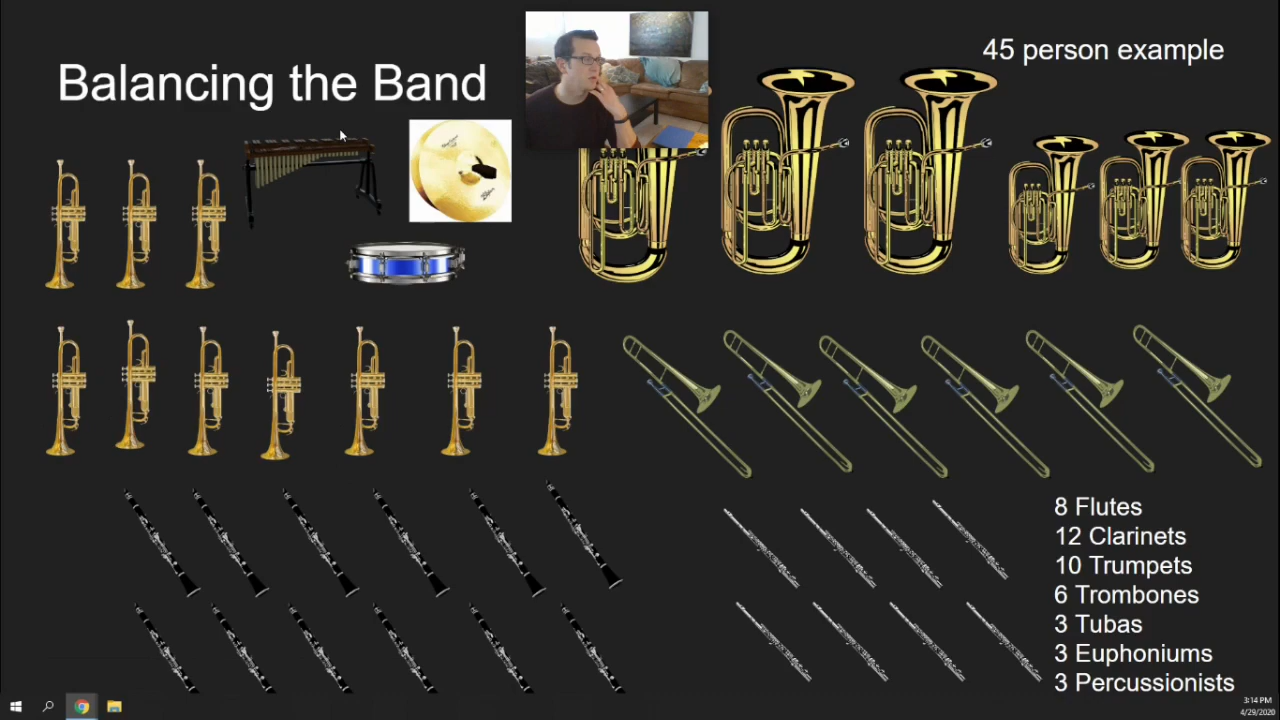 Balancing the Band
45 person example
8 Flutes
12 Clarinets
10 Trumpets
6 Trombones
3 Tubas
3 Euphoniums
3 Percussionists
3:14 PM
4/29/2020